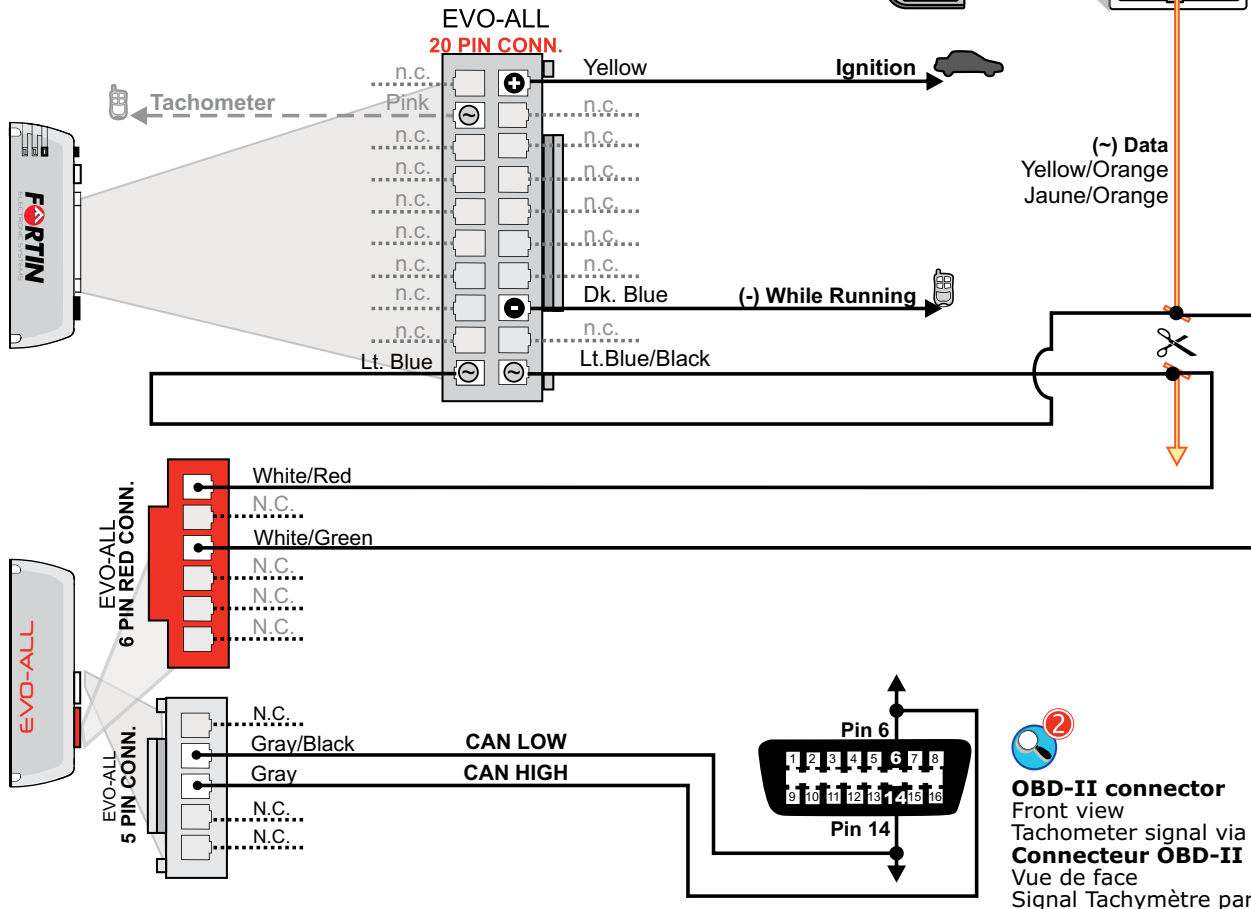 EVO-ALL
20 PIN CONN.
n.c.
Yellow
Ignition
Tachometer
Pink
n.c.
n.c.
n.c.
n.c.
n.c.
n.c.
n.c.
n.c.
n.c.
n.c.
n.c.
n.c.
Dk. Blue
(-) While Running
n.c.
n.c.
Lt. Blue
Lt.Blue/Black
(~) Data
Yellow/Orange
Jaune/Orange
FORTIN
ELECTRONIC SYSTEMS
EVO-ALL
6 PIN RED CONN.
White/Red
N.C.
White/Green
N.C.
N.C.
N.C.
EVO-ALL
EVO-ALL
5 PIN CONN.
N.C.
Gray/Black
CAN LOW
Gray
CAN HIGH
N.C.
N.C.
Pin 6
1 2 3 4 5 6 7 8
9 10 11 12 13 14 15 16
Pin 14
2
OBD-II connector
Front view
Tachometer signal via
Connecteur OBD-II
Vue de face
Signal Tachymètre par